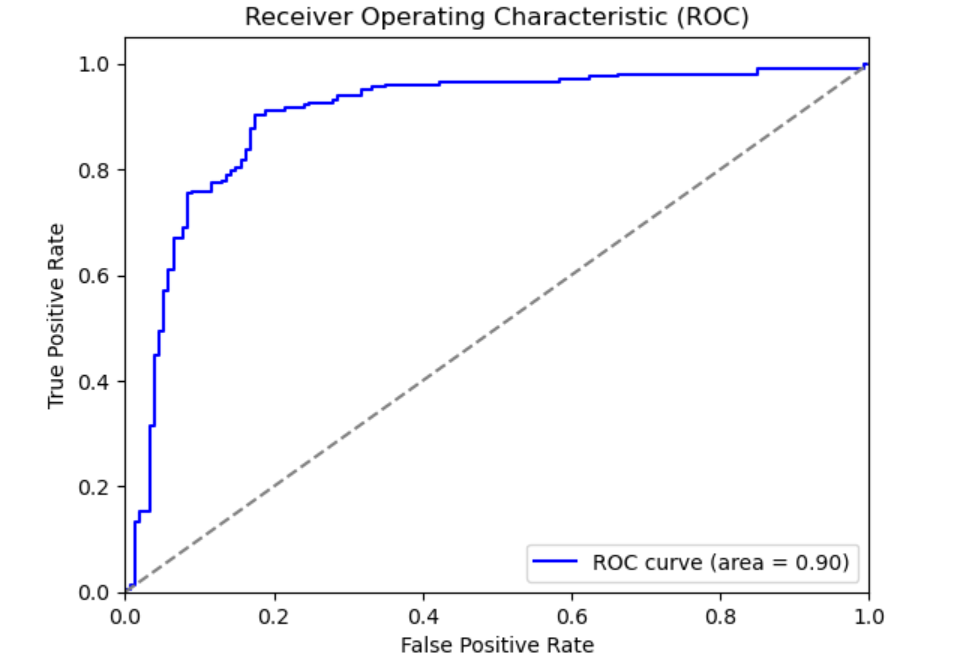 Receiver Operating Characteristic (ROC)
1.0
0.8
0.6
0.4
0.2
0.0
True Positive Rate
ROC curve (area = 0.90)
0.0 0.2 0.4 0.6 0.8 1.0
False Positive Rate